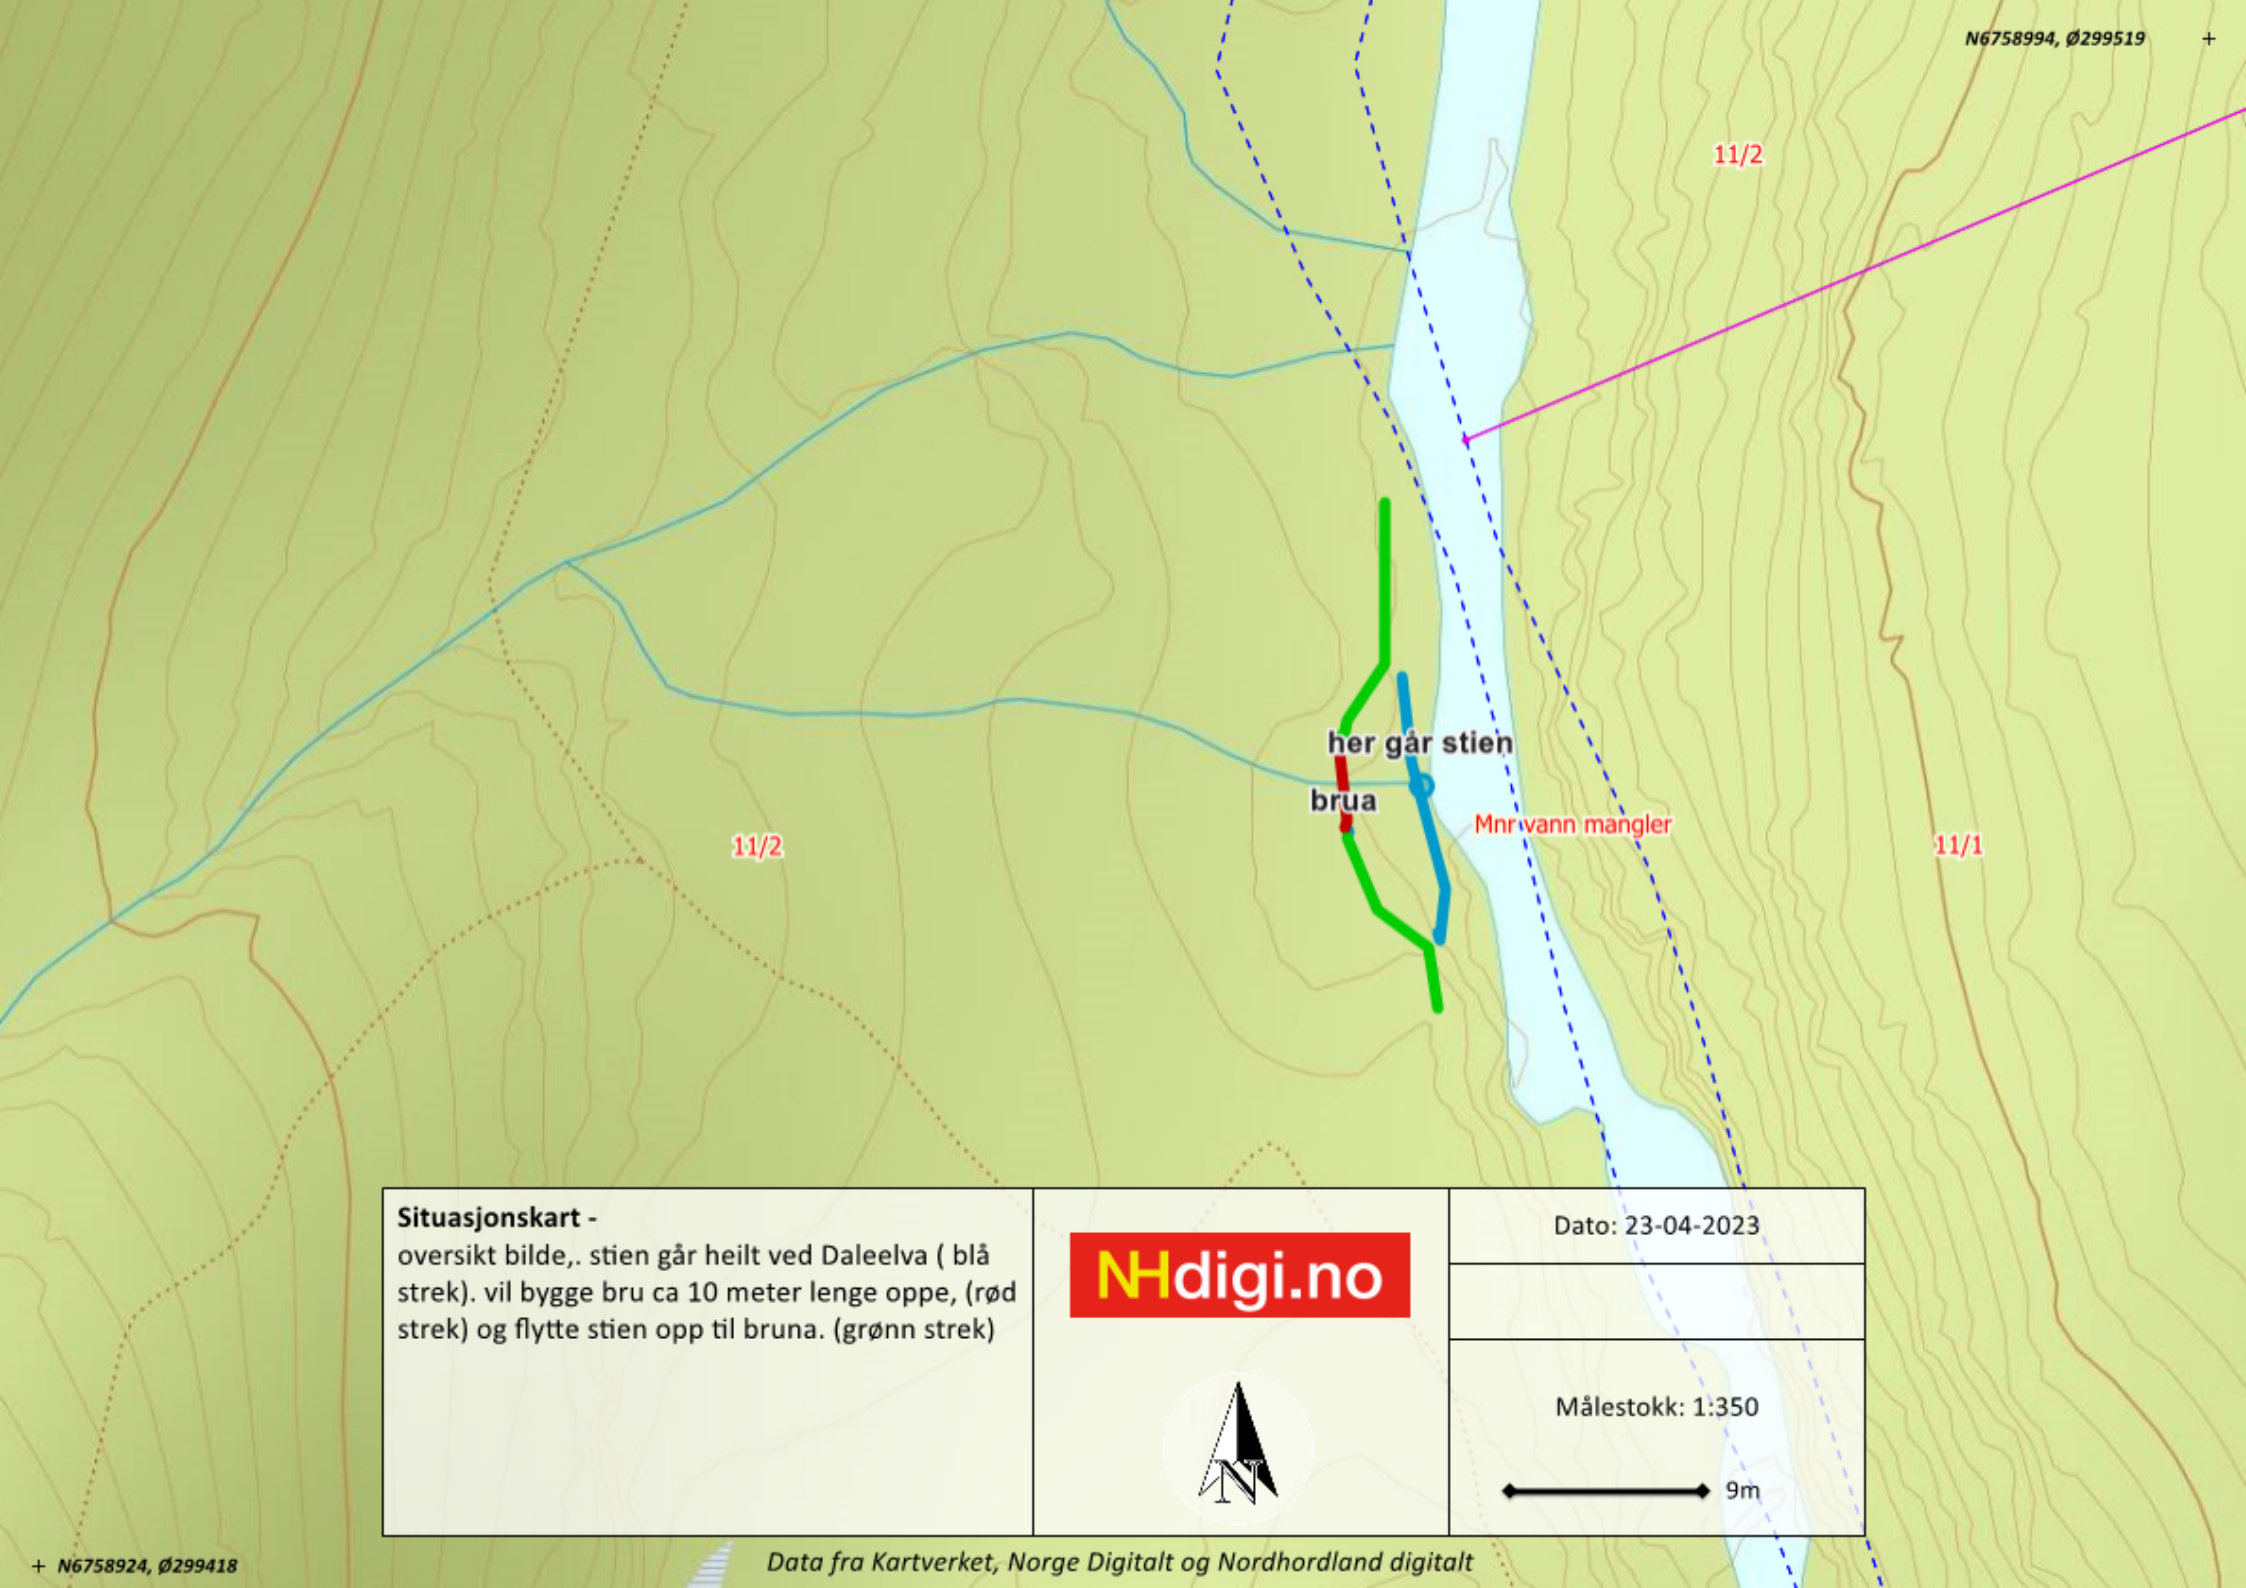 N6758994, Ø299519
11/2
her går stien
brua
Mnr vann mangler
11/2
11/1
Situasjonskart -
oversikt bilde,. stien går heilt ved Daleelva ( blå
strek). vil bygge bru ca 10 meter lenge oppe, (rød
strek) og flytte stien opp til bruna. (grønn strek)
NHdigi.no
N
Dato: 23-04-2023
Målestokk: 1:350
9m
N6758924, Ø299418
Data fra Kartverket, Norge Digitalt og Nordhordland digitalt